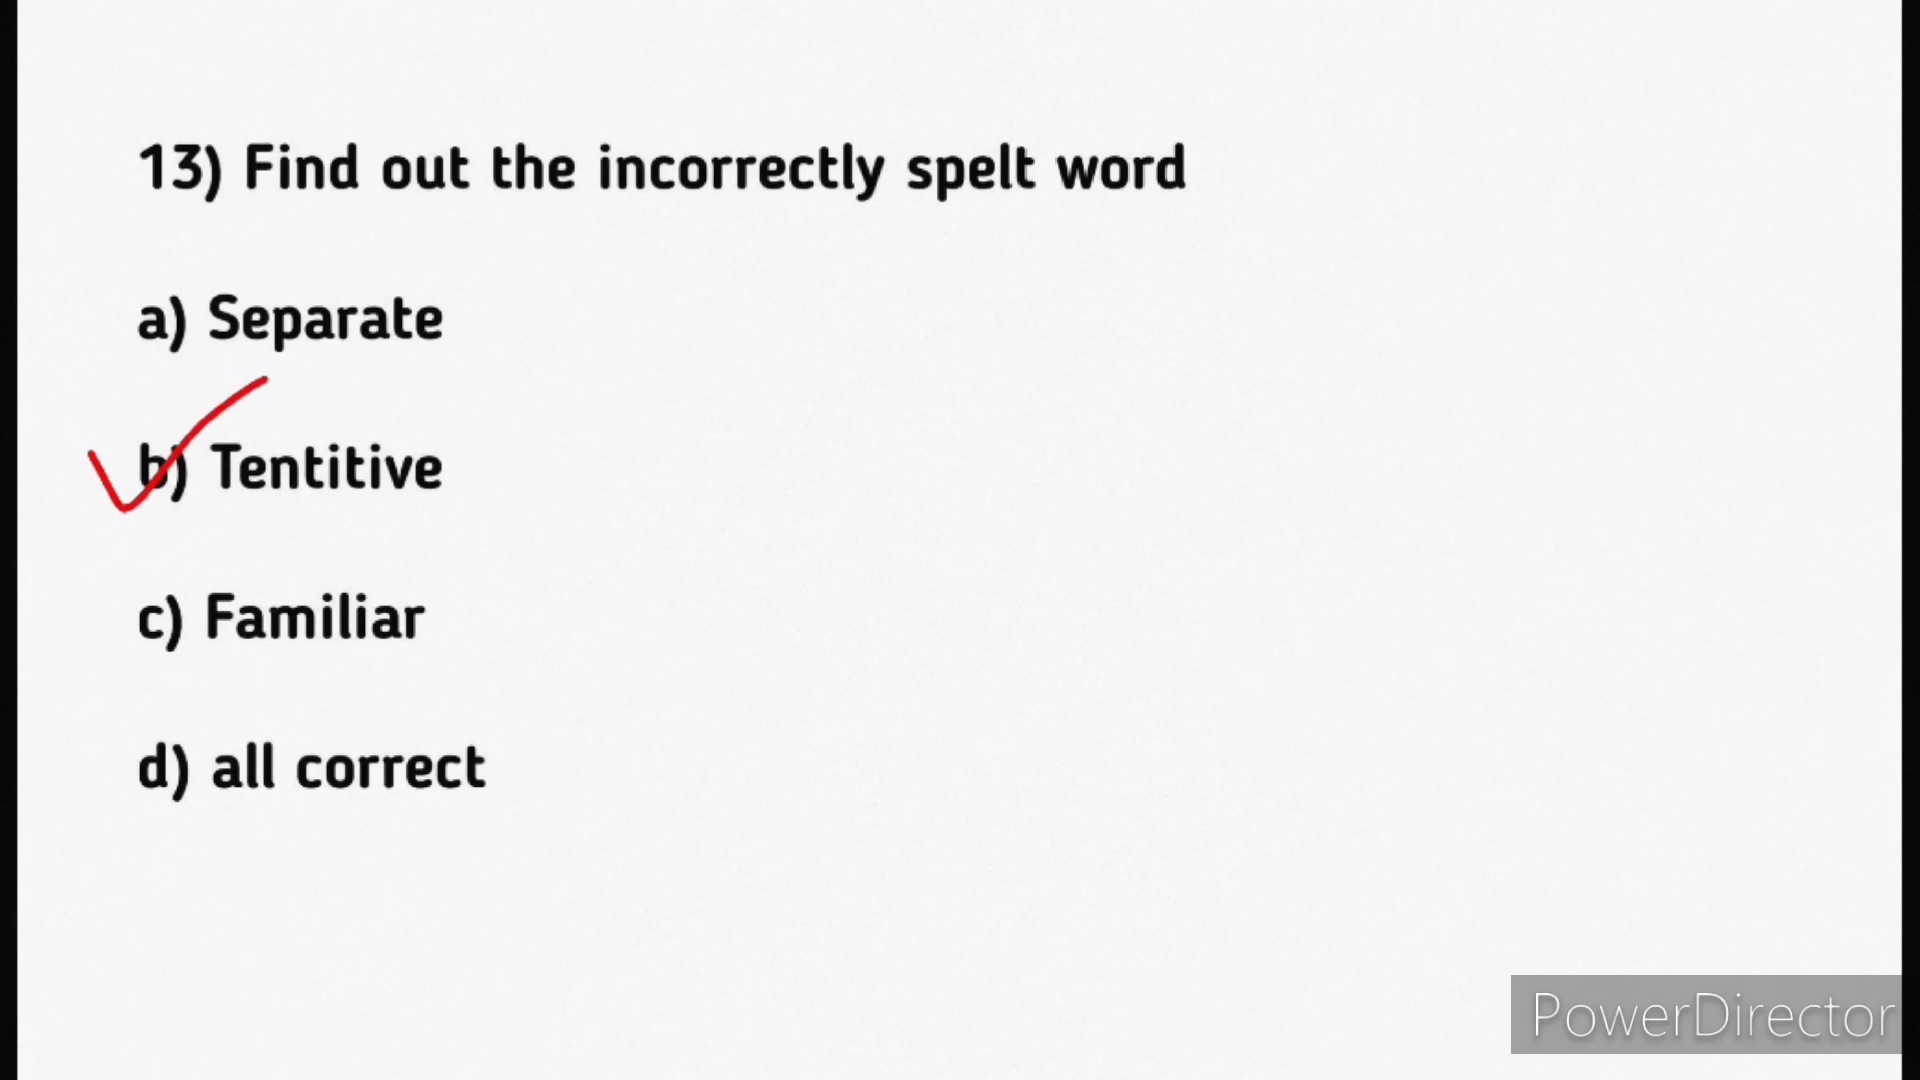 13) Find out the incorrectly spelt word
a) Separate
b) Tentitive
c) Familiar
d) all correct
PowerDirector